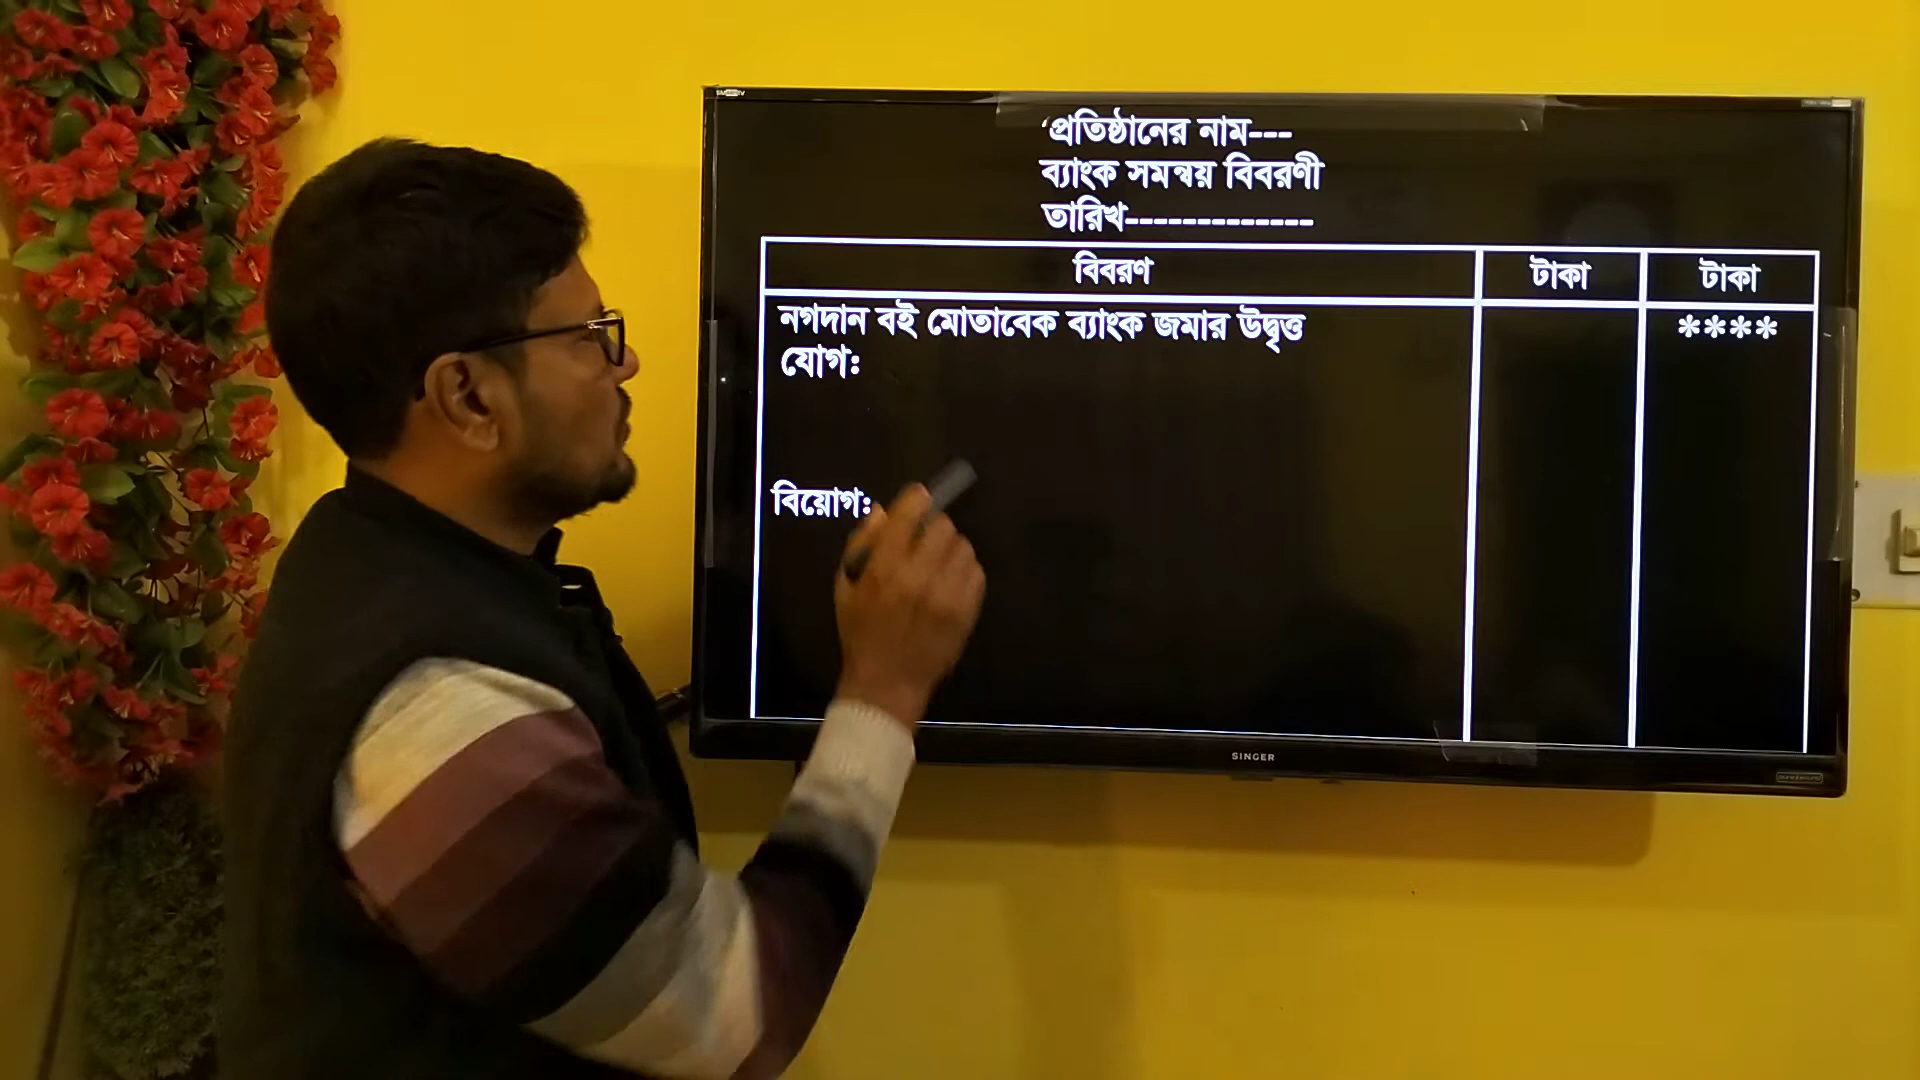 প্রতিষ্ঠানের নাম---
ব্যাংক সমন্বয় বিবরণী
তারিখ-------------
বিবরণ টাকা টাকা
নগদান বই মোতাবেক ব্যাংক জমার উদ্বৃত্ত ****
যোগঃ
বিয়োগঃ
SINGER